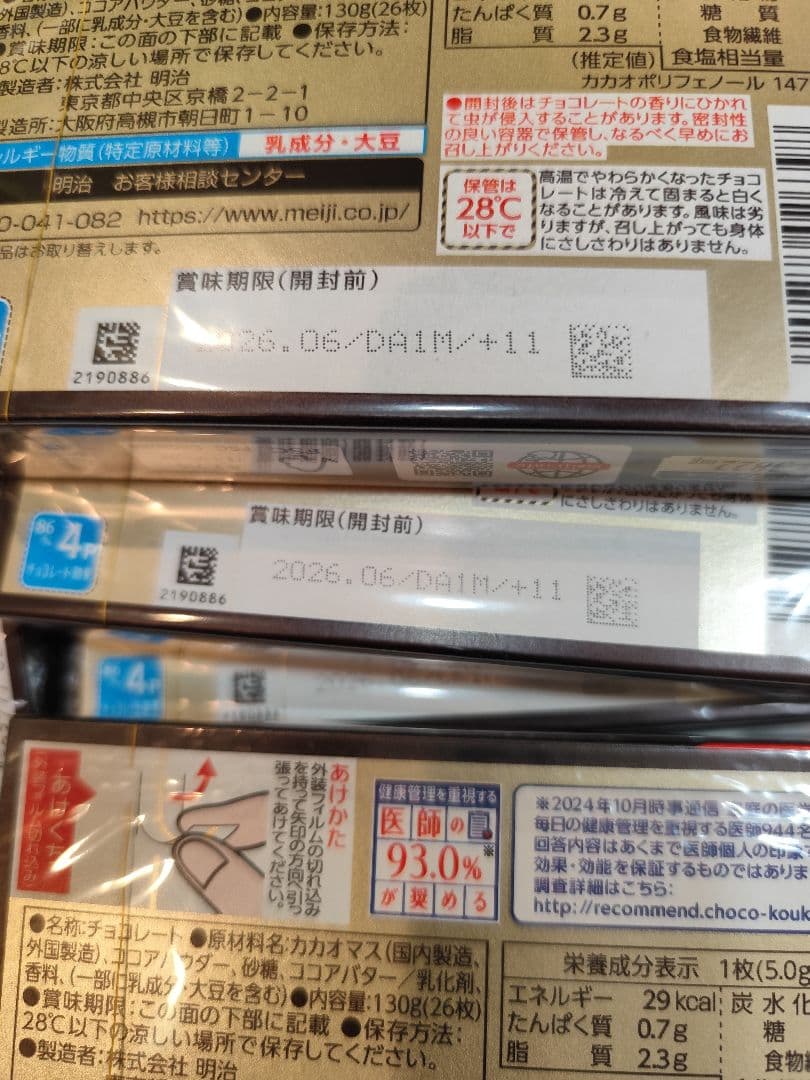 外国製造)、ココアパウダー、砂糖、
香料、(一部に乳成分・大豆を含む)●内容量:130g(26枚)
●賞味期限:この面の下部に記載 ●保存方法:
28℃以下の涼しい場所で保存してください。
製造者:株式会社 明治
東京都中央区京橋2-2-1
製造所:大阪府高槻市朝日町1-10
たんぱく質 0.7g 糖 質
脂 質 2.3g 食物繊維
(推定値) 食塩相当量
カカオポリフェノール 147
●開封後はチョコレートの香りにひかれ
て虫が侵入することがあります。密封性
の良い容器で保管し、なるべく早めにお
召し上がりください。
ルギー物質(特定原材料等) 乳成分・大豆
明治 お客様相談センター
0-041-082 https://www.meiji.co.jp/
品はお取り替えします。
保管は
28℃
以下で
高温でやわらかくなったチョコ
レートは冷えて固まると白く
なることがあります。風味は劣
りますが、召し上がっても身体
にさしさわりはありません。
賞味期限(開封前)
2026.06/DA1M/+11
2190886
にさしさわりはありません。
86%
4P
チョコレート効果
賞味期限(開封前)
2026.06/DA1M/+11
2190886
4P
あけくち
あけかた
外装フィルムの切れ込み
を持って矢印の方向へ引っ
張ってあけてください。
健康管理を重視する
医師の
93.0%※
が奨める
※2024年10月時事通信
毎日の健康管理を重視する医師944名
回答内容はあくまで医師個人の印象
効果・効能を保証するものではありま
調査詳細はこちら:
http://recommend.choco-kouk
●名称:チョコレート ●原材料名:カカオマス(国内製造、
外国製造)、ココアパウダー、砂糖、ココアバター/乳化剤、
香料、(一部に乳成分・大豆を含む)●内容量:130g(26枚)
●賞味期限:この面の下部に記載 ●保存方法:
28℃以下の涼しい場所で保存してください。
●製造者:株式会社 明治
栄養成分表示 1枚(5.0g
エネルギー 29kcal 炭水化
たんぱく質 0.7g 糖
脂 質 2.3g 食物